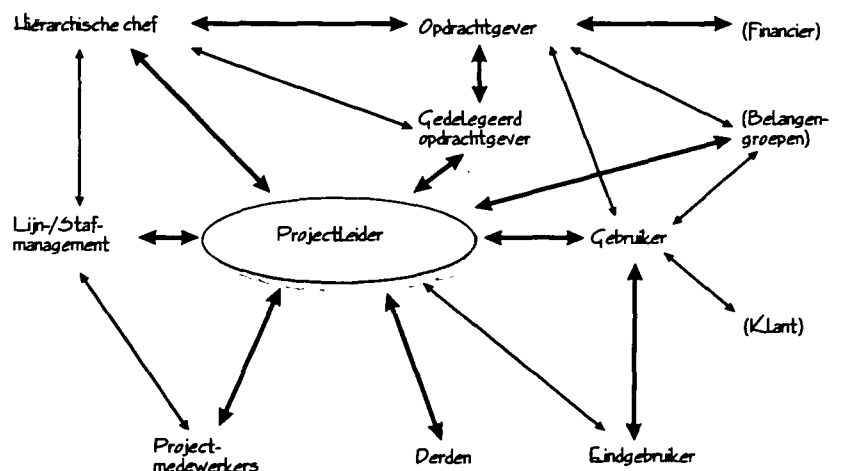 Hiërarchische chef
Opdrachtgever
(Financier)
Gedelegeerd
opdrachtgever
(Belangen-
groepen)
Lijn-/Staf-
management
Projectleider
Gebruiker
(Klant)
Project-
medewerkers
Derden
Eindgebruiker